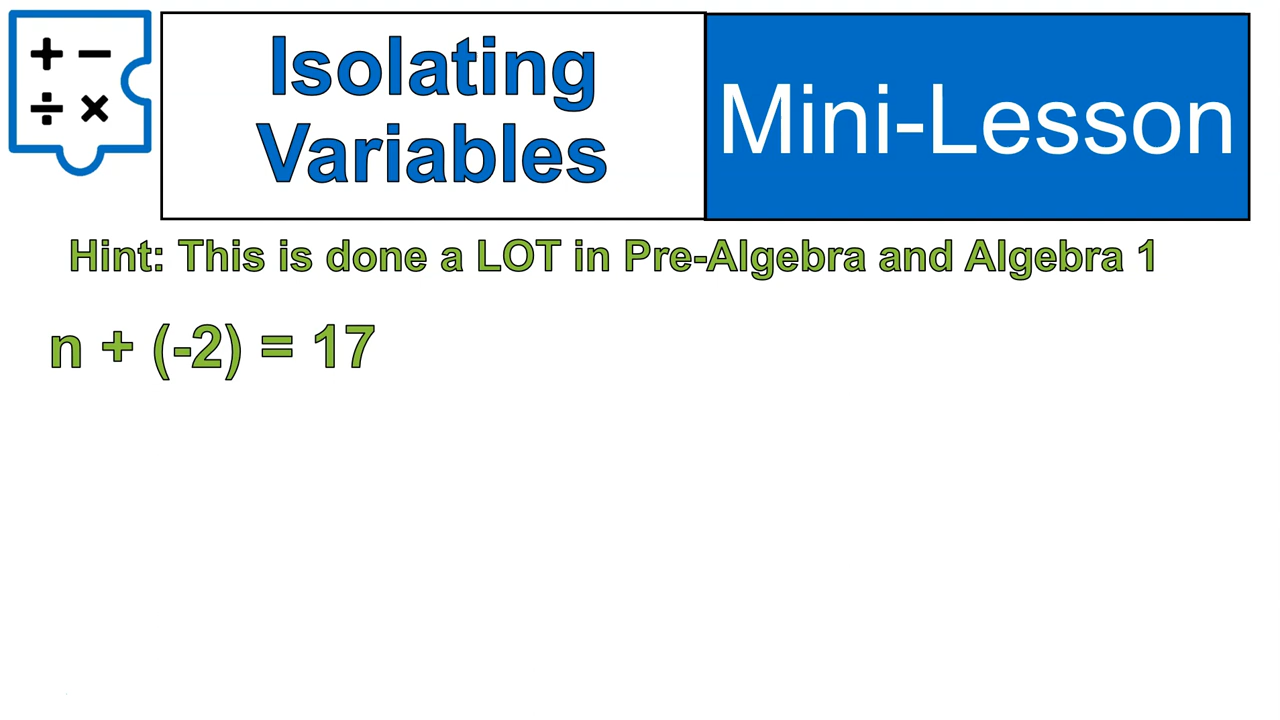 + −
÷ ×
Isolating
Variables
Mini-Lesson
Hint: This is done a LOT in Pre-Algebra and Algebra 1
n + (-2) = 17